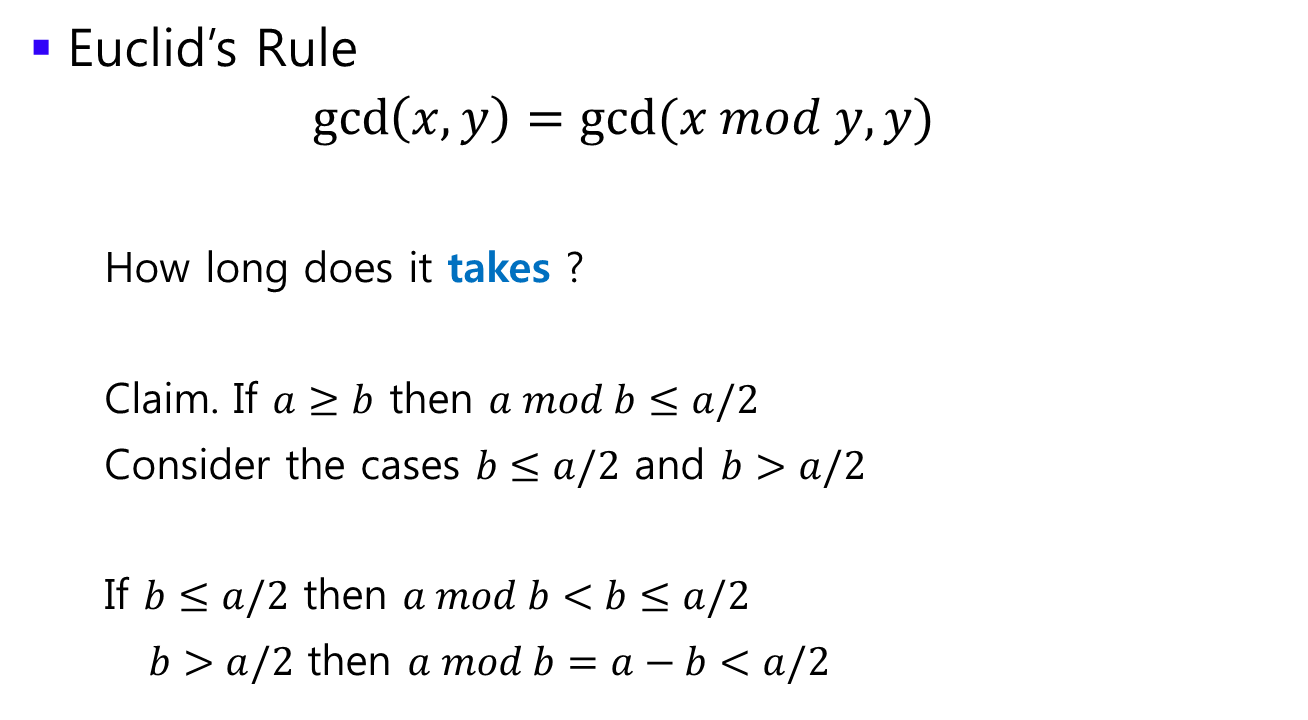 ▪ Euclid’s Rule
gcd(x, y) = gcd(x mod y, y)
How long does it takes ?
Claim. If a ≥ b then a mod b ≤ a/2
Consider the cases b ≤ a/2 and b > a/2
If b ≤ a/2 then a mod b < b ≤ a/2
b > a/2 then a mod b = a − b < a/2